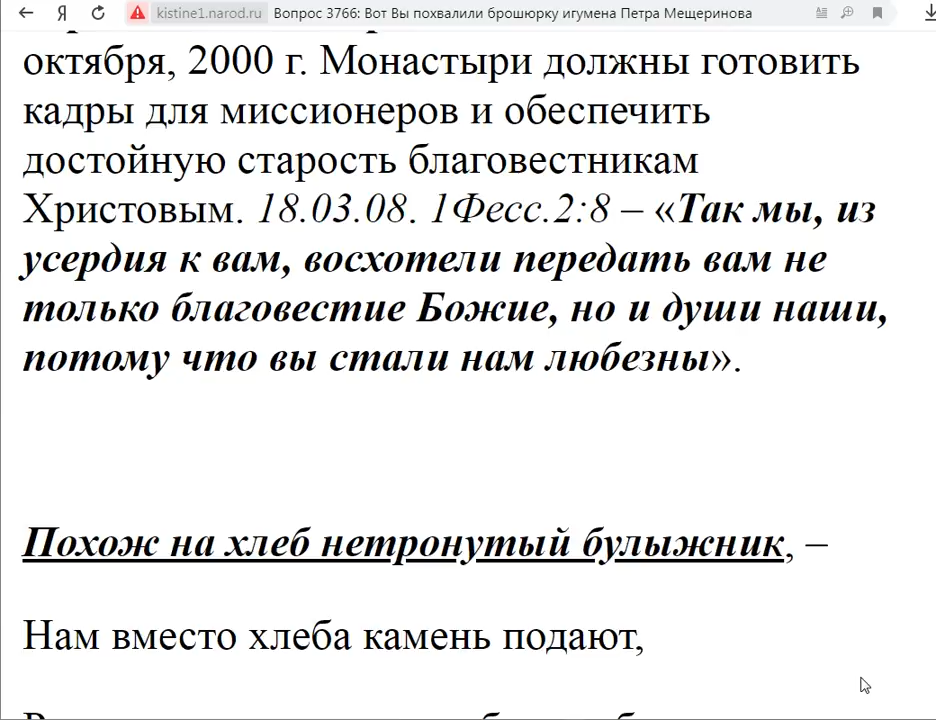 kistine1.narod.ru Вопрос 3766: Вот Вы похвалили брошюрку игумена Петра Мещеринова
октября, 2000 г. Монастыри должны готовить
кадры для миссионеров и обеспечить
достойную старость благовестникам
Христовым. 18.03.08. 1Фесс.2:8 – «Так мы, из
усердия к вам, восхотели передать вам не
только благовестие Божие, но и души наши,
потому что вы стали нам любезны».
Похож на хлеб нетронутый булыжник, –
Нам вместо хлеба камень подают,